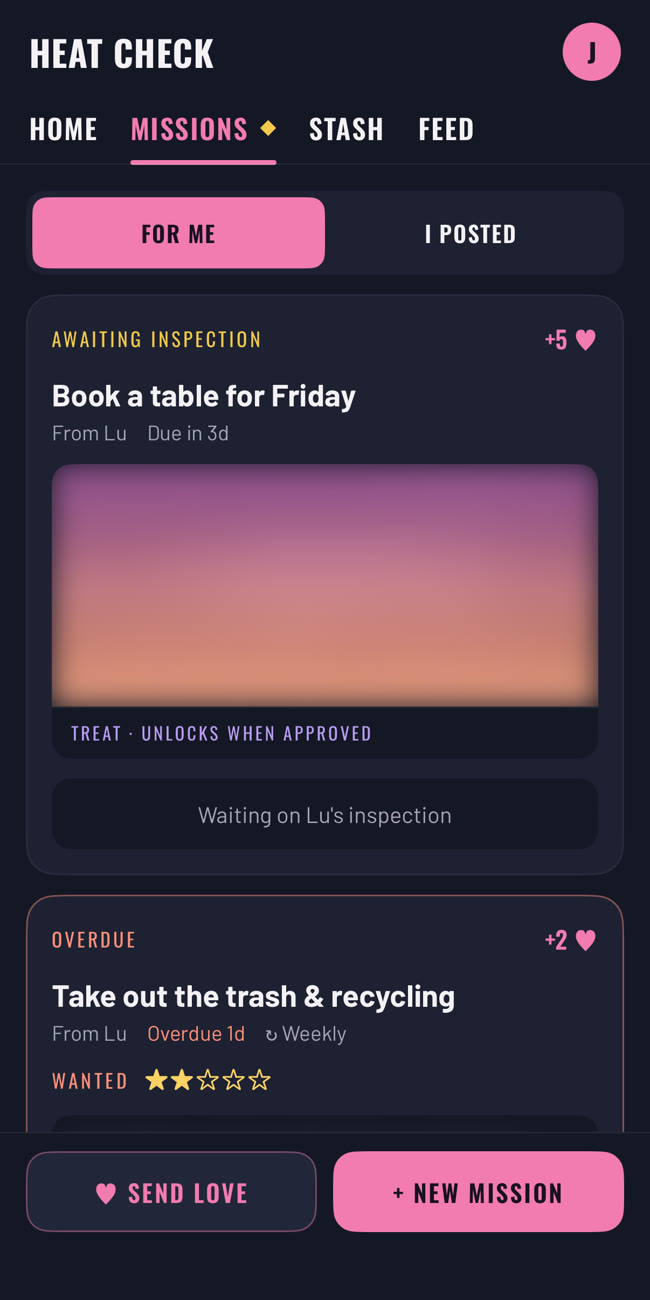 HEAT CHECK
J
HOME MISSIONS ◆ STASH FEED
FOR ME I POSTED
AWAITING INSPECTION +5 ♥
Book a table for Friday
From Lu Due in 3d
TREAT · UNLOCKS WHEN APPROVED
Waiting on Lu's inspection
OVERDUE +2 ♥
Take out the trash & recycling
From Lu Overdue 1d ↻ Weekly
WANTED ★★☆☆☆
♥ SEND LOVE + NEW MISSION